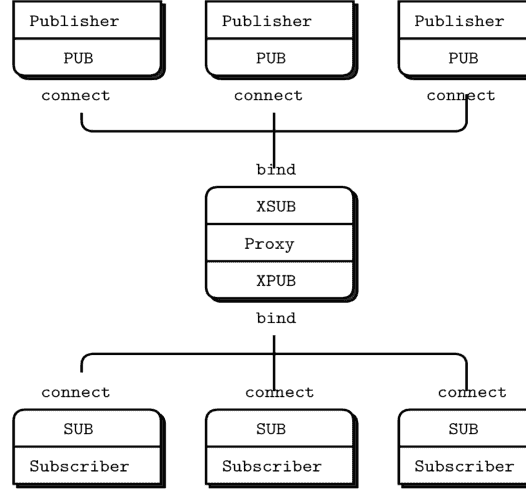 Publisher Publisher Publisher
PUB PUB PUB
connect connect connect
bind
XSUB
Proxy
XPUB
bind
connect connect connect
SUB SUB SUB
Subscriber Subscriber Subscriber